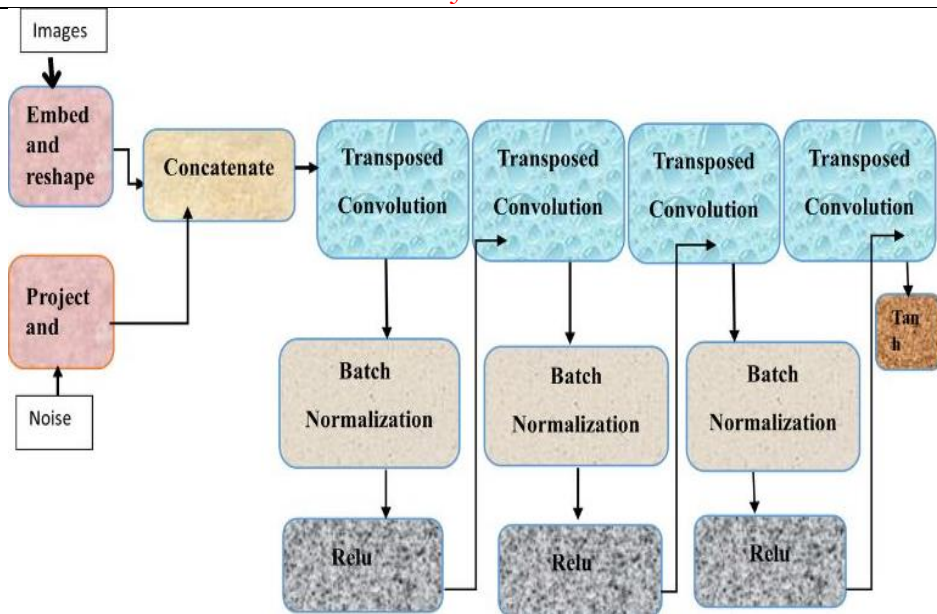 Images
Embed
and
reshape
Concatenate
Project
and
Noise
Transposed
Convolution
Transposed
Convolution
Transposed
Convolution
Transposed
Convolution
Tan
h
Batch
Normalization
Batch
Normalization
Batch
Normalization
Relu
Relu
Relu